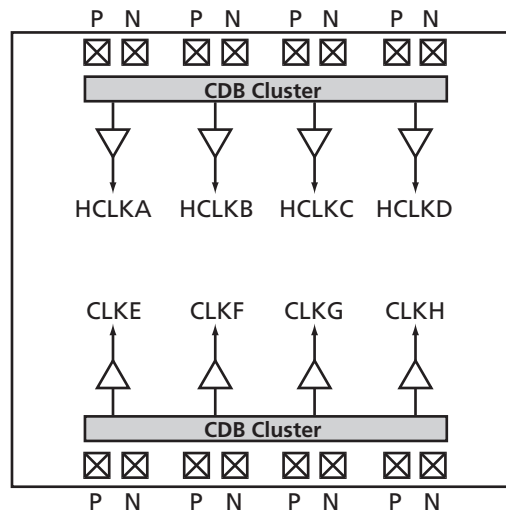 P N P N P N P N
CDB Cluster
HCLKA HCLKB HCLKC HCLKD
CLKE CLKF CLKG CLKH
CDB Cluster
P N P N P N P N